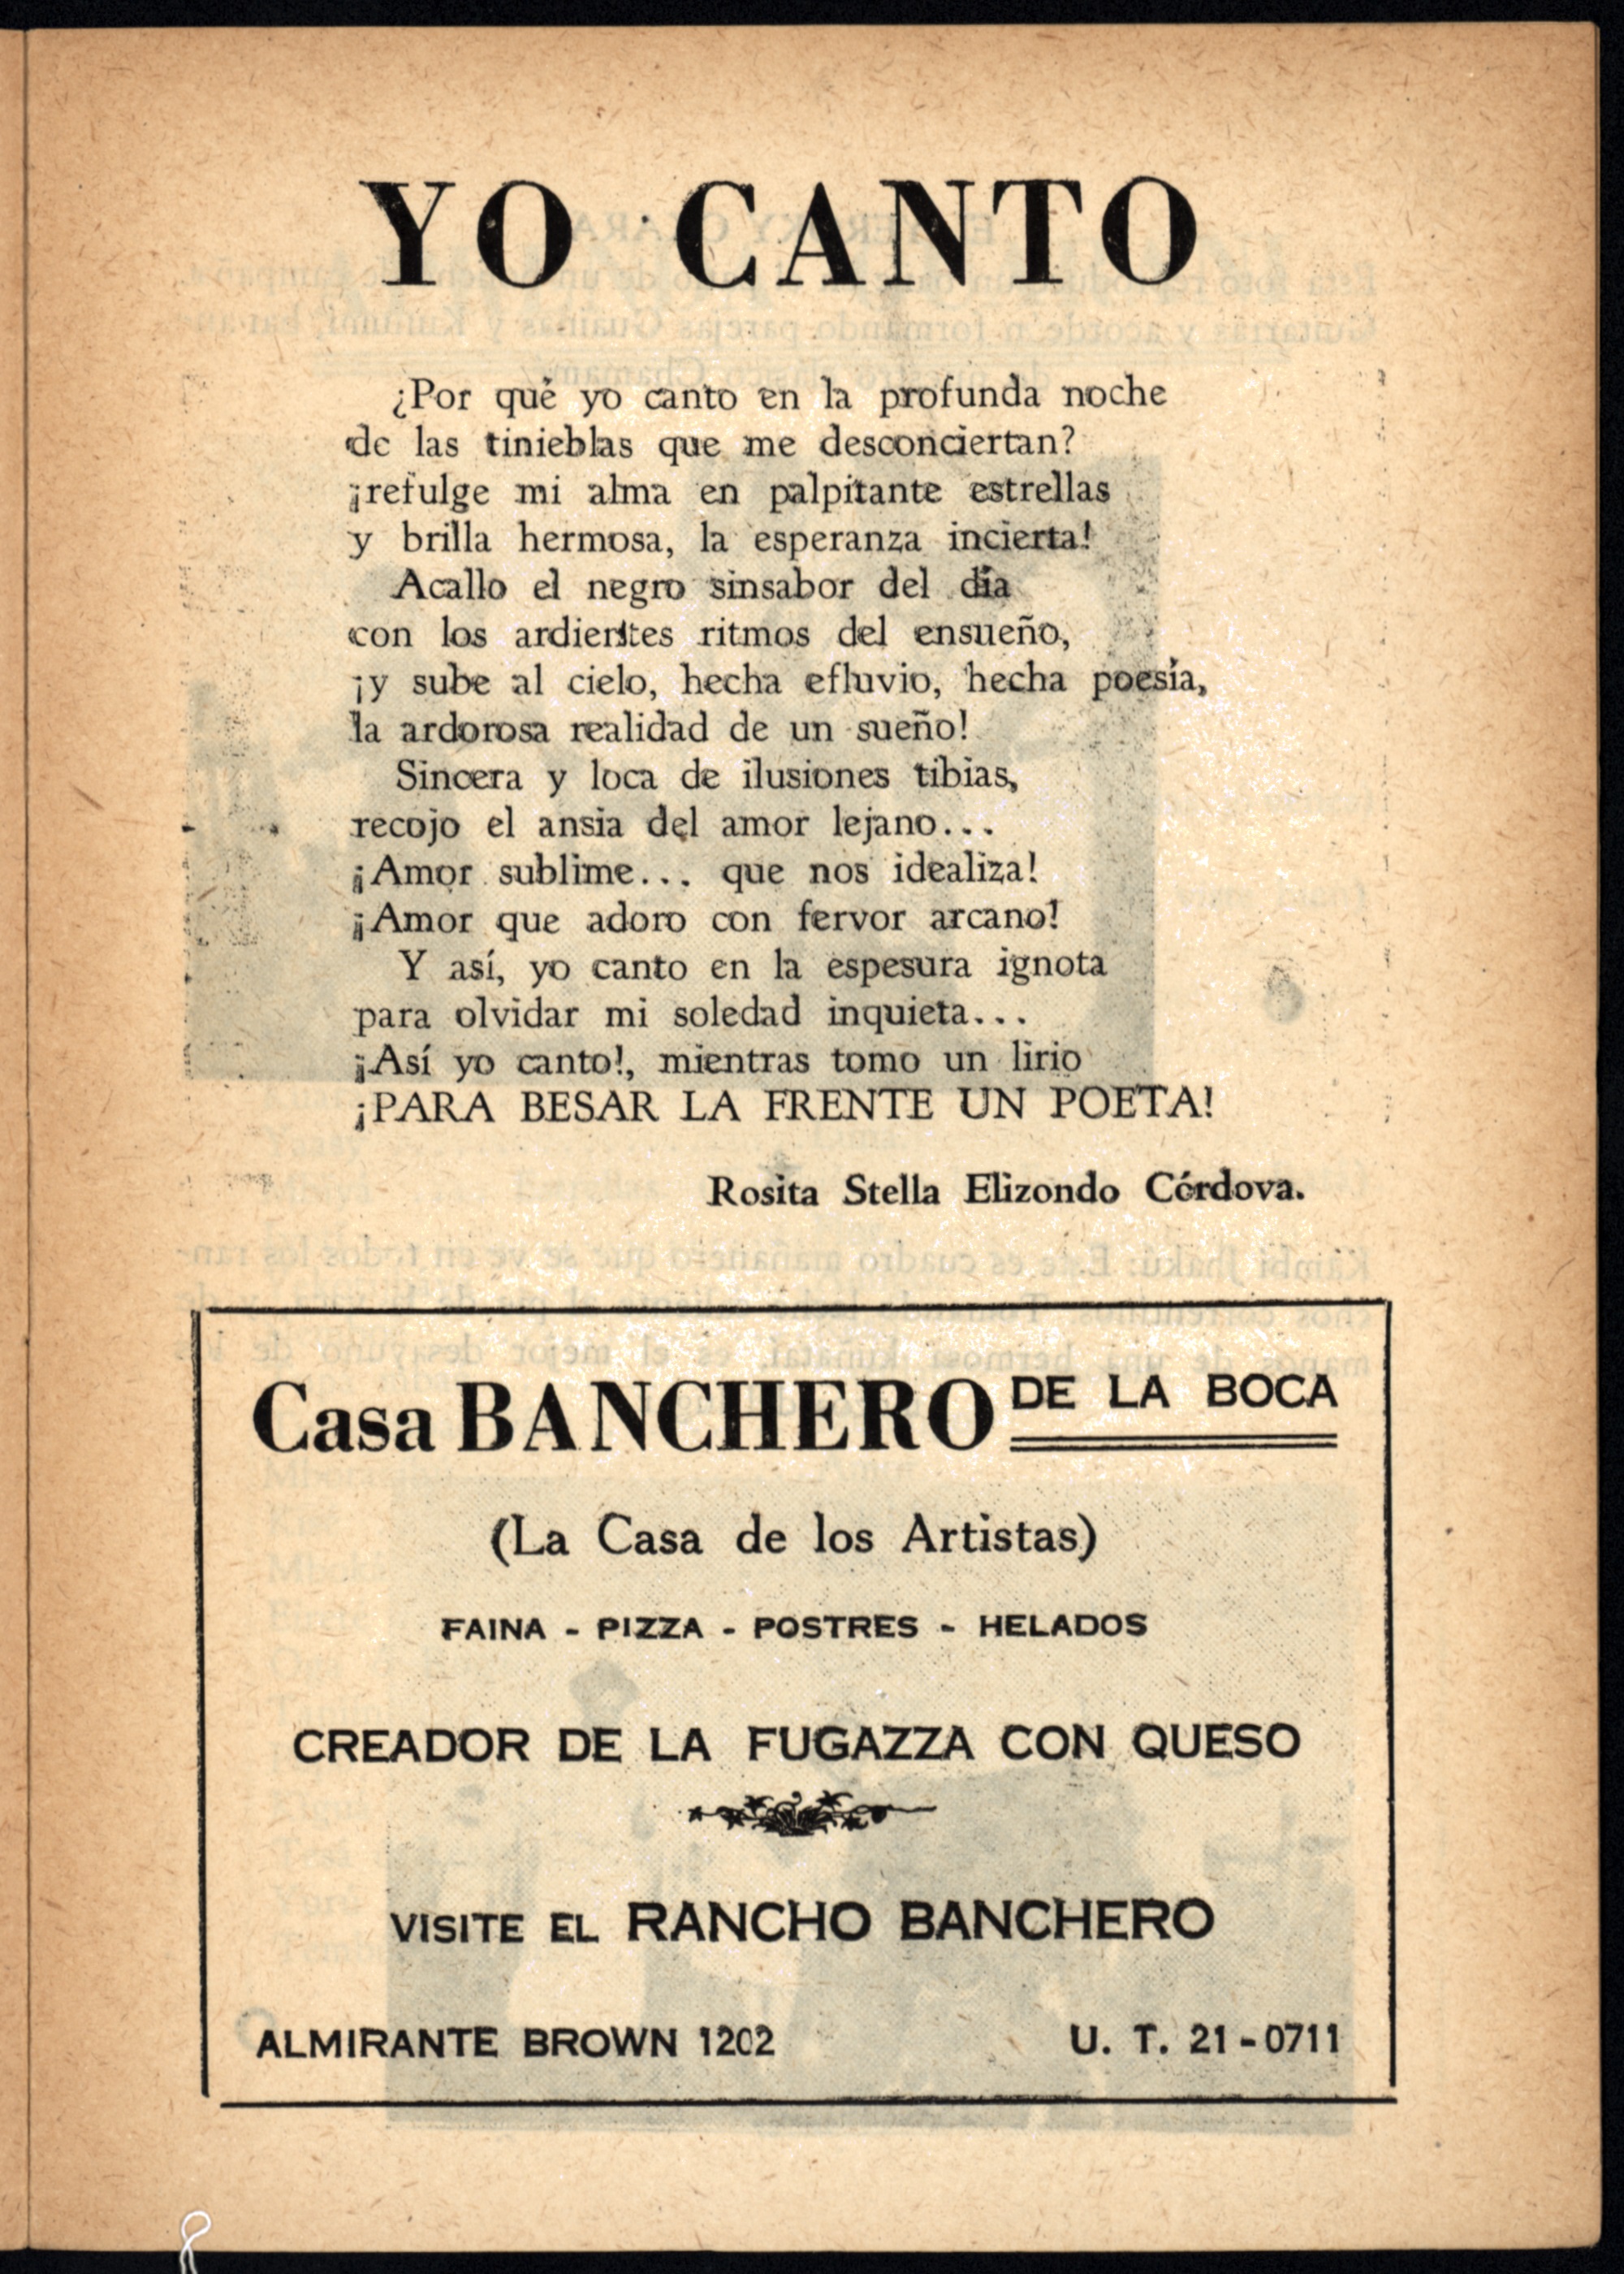 YO CANTO
¿Por qué yo canto en la profunda noche
de las tinieblas que me desconciertan?
¡refulge mi alma en palpitante estrellas
y brilla hermosa, la esperanza incierta!
Acallo el negro sinsabor del día
con los ardientes ritmos del ensueño,
¡y sube al cielo, hecha efluvio, hecha poesía,
la ardorosa realidad de un sueño!
Sincera y loca de ilusiones tibias,
recojo el ansia del amor lejano...
¡Amor sublime... que nos idealiza!
¡Amor que adoro con fervor arcano!
Y así, yo canto en la espesura ignota
para olvidar mi soledad inquieta...
¡Así yo canto!, mientras tomo un lirio
¡PARA BESAR LA FRENTE UN POETA!
Rosita Stella Elizondo Córdova.
Casa BANCHERO DE LA BOCA
(La Casa de los Artistas)
FAINA - PIZZA - POSTRES - HELADOS
CREADOR DE LA FUGAZZA CON QUESO
VISITE EL RANCHO BANCHERO
ALMIRANTE BROWN 1202 U. T. 21-0711